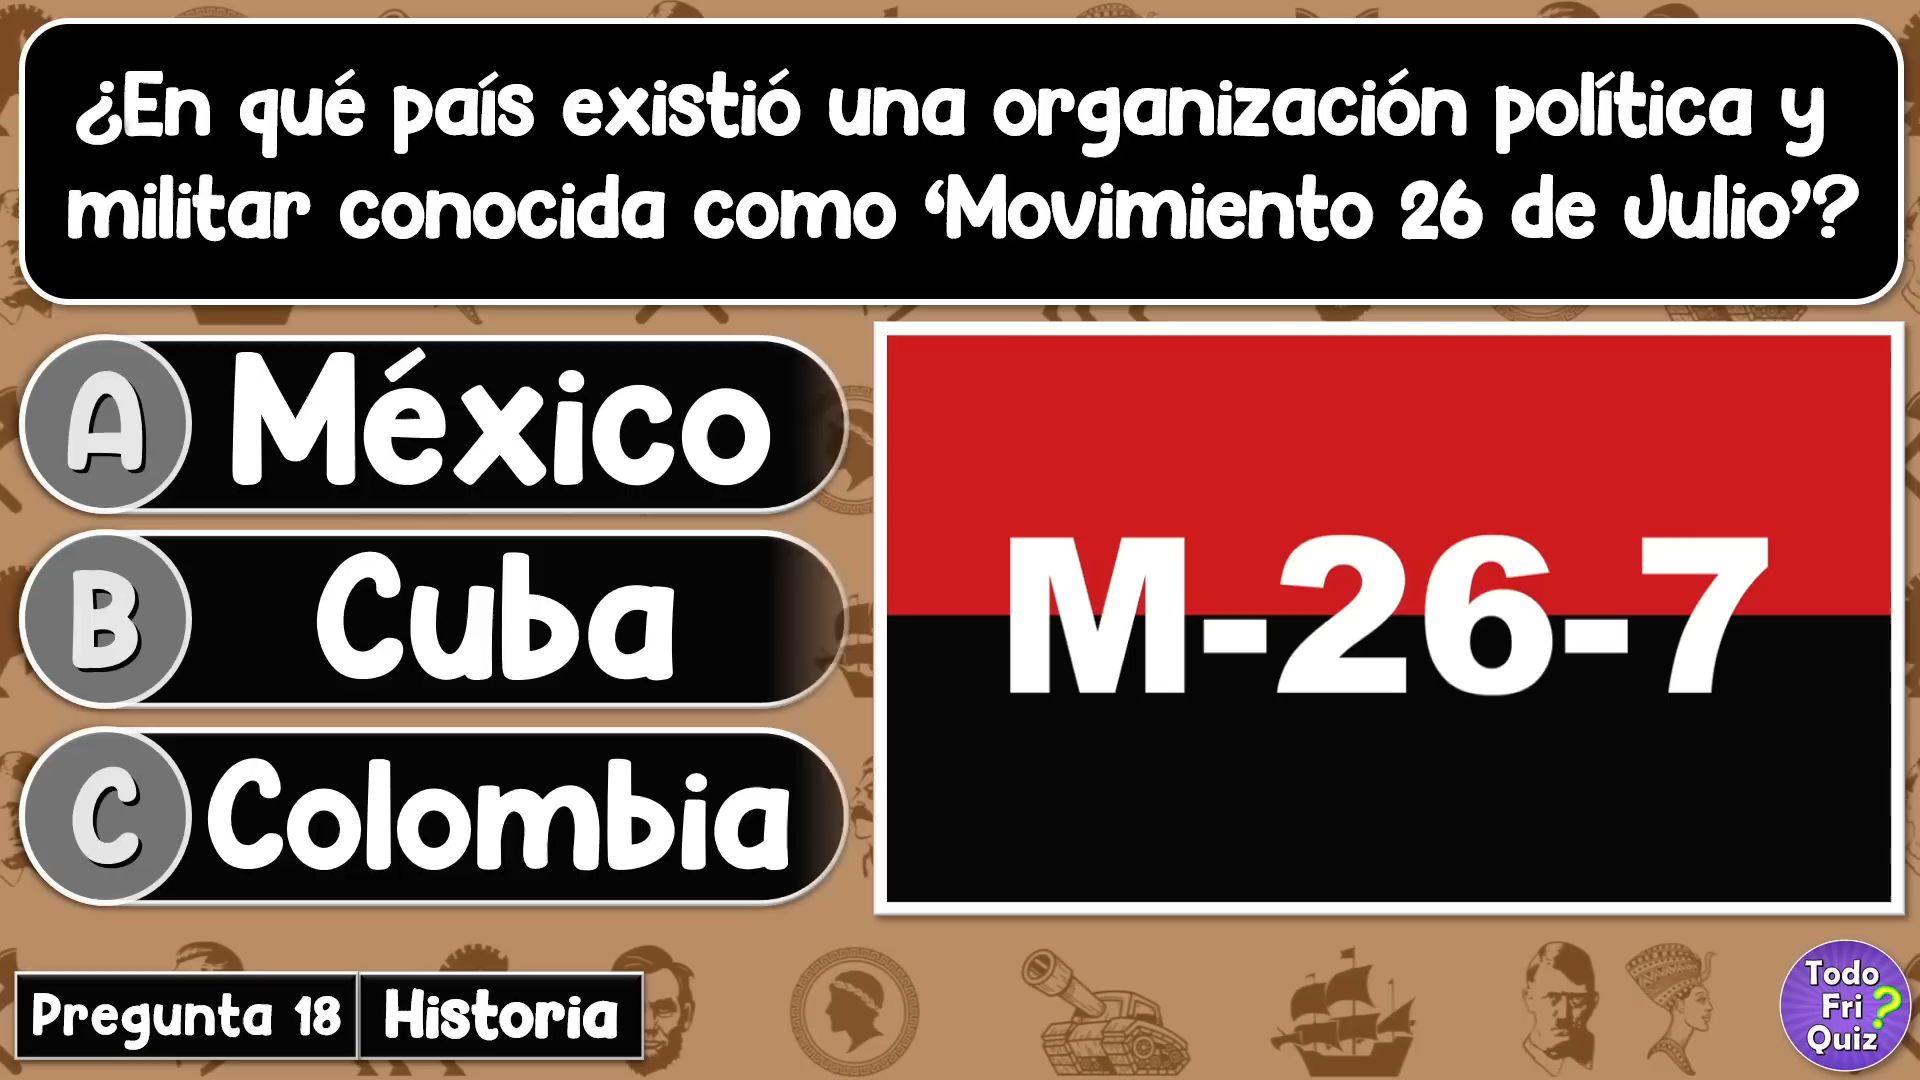 ¿En qué país existió una organización política y
militar conocida como ‘Movimiento 26 de Julio’?
A México
B Cuba
C Colombia
M-26-7
Pregunta 18 Historia
Todo
Fri
Quiz ?